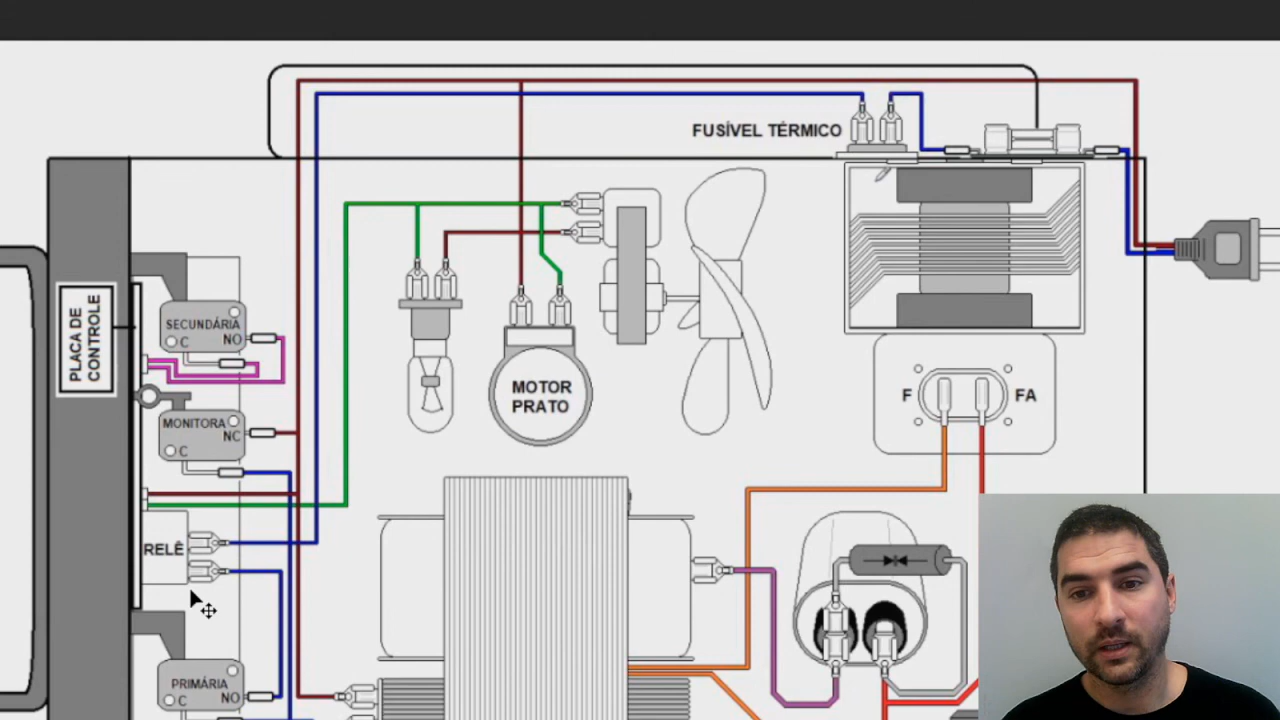 FUSÍVEL TÉRMICO
PLACA DE
CONTROLE
SECUNDÁRIA
C
NO
MONITORA
NC
C
MOTOR
PRATO
F
FA
RELÊ
PRIMÁRIA
C
NO